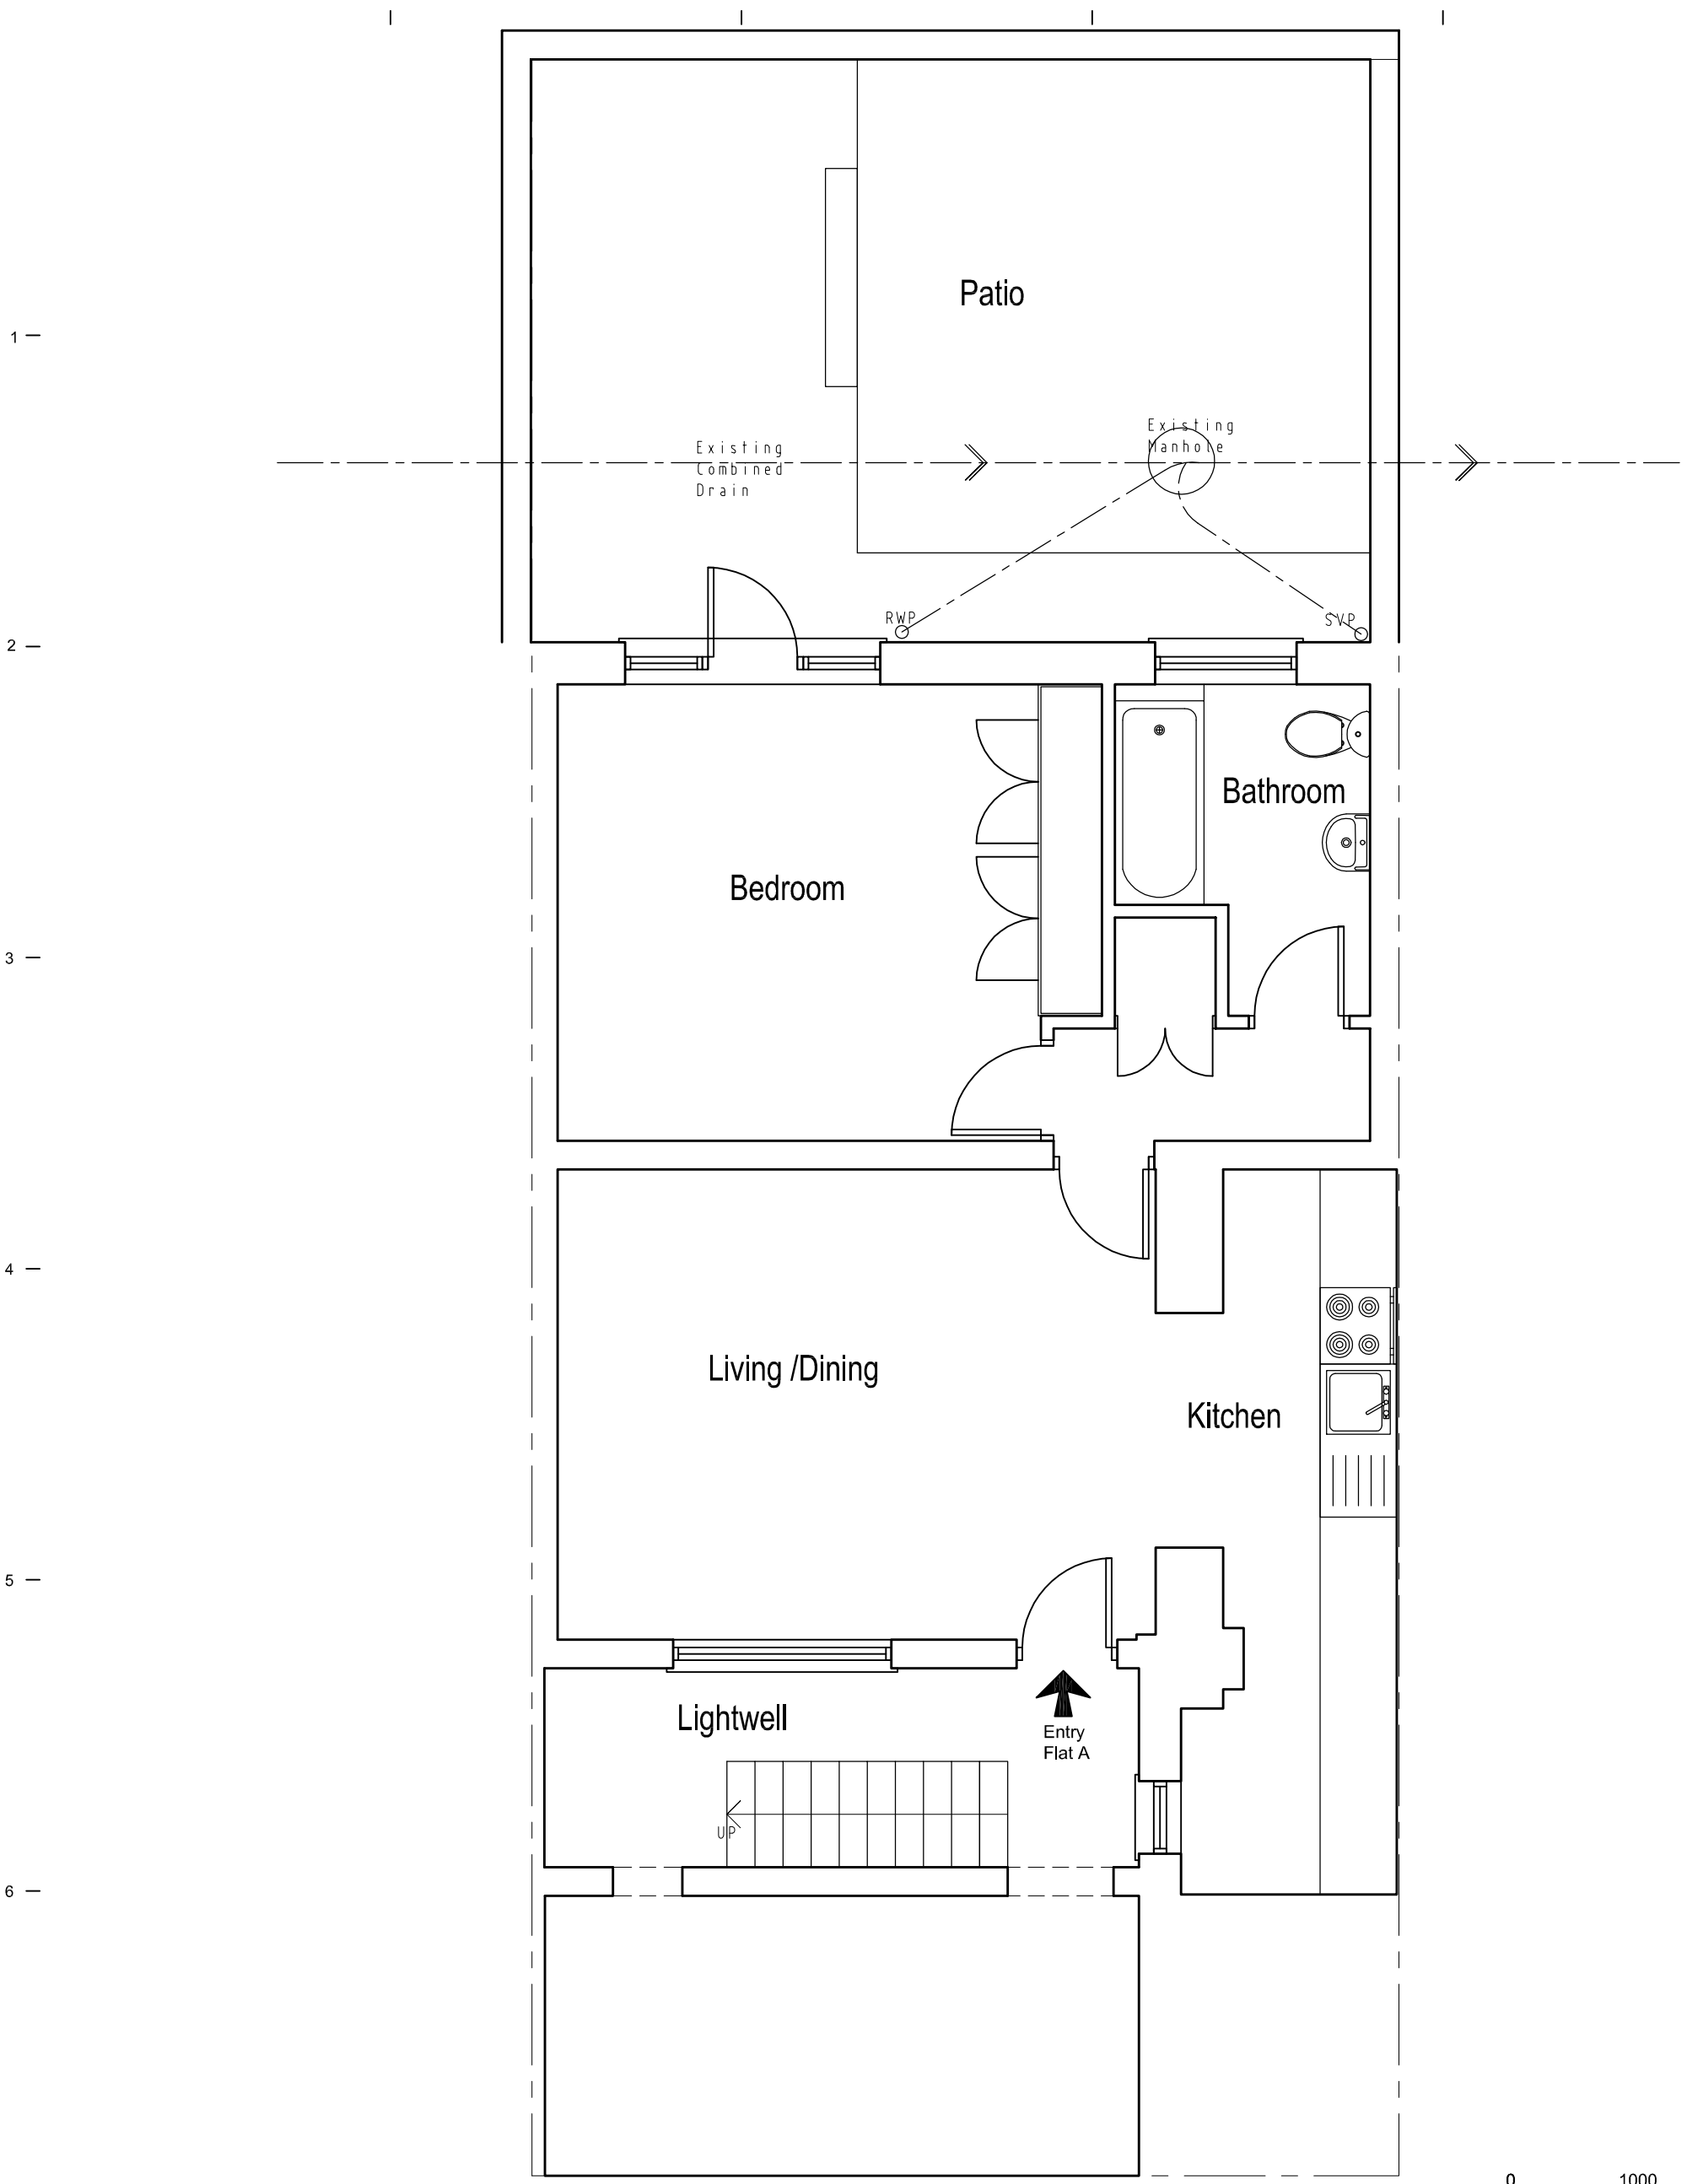 Patio
1
Existing
Manhole
Existing
Combined
Drain
RWP
SVP
2
Bathroom
Bedroom
3
4
Living /Dining
Kitchen
5
Lightwell
Entry
Flat A
UP
6
0 1000